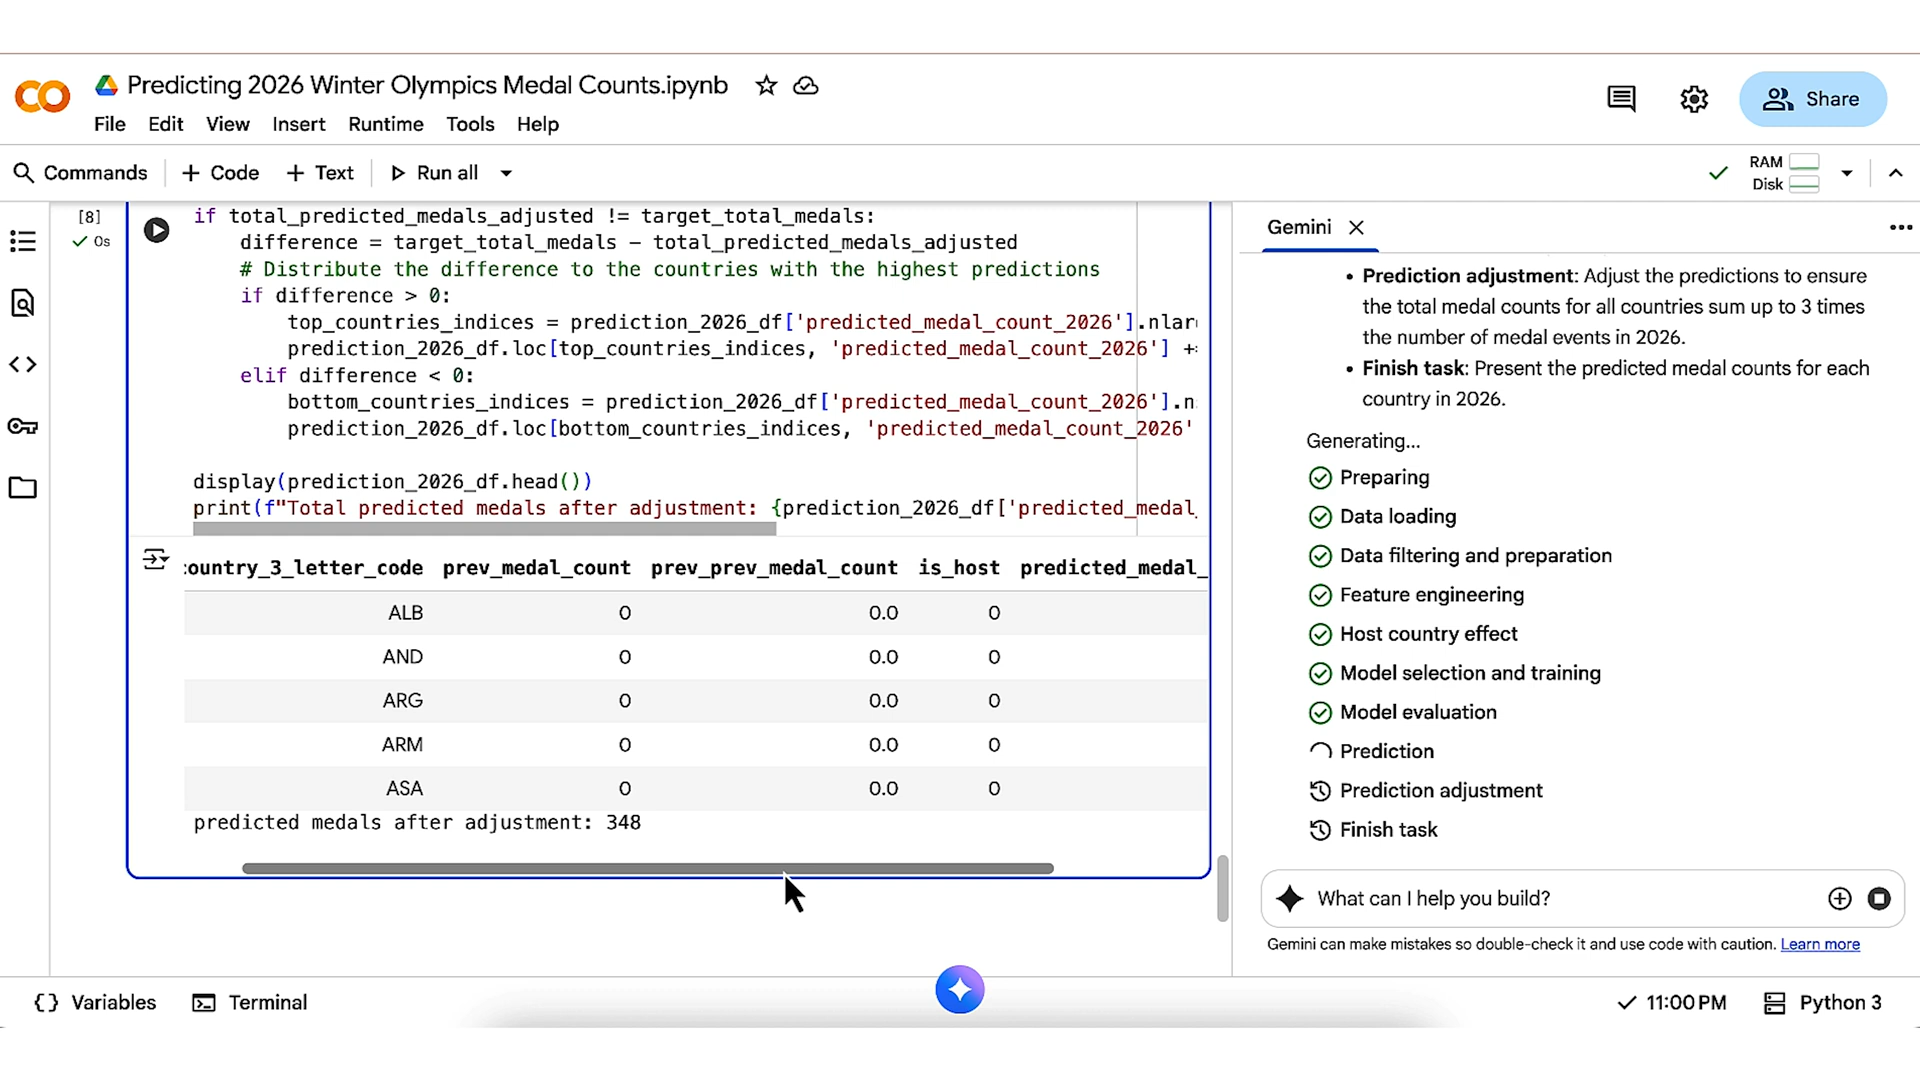 Predicting 2026 Winter Olympics Medal Counts.ipynb
File Edit View Insert Runtime Tools Help
Share
Commands + Code + Text Run all
RAM
Disk
[8]
0s
if total_predicted_medals_adjusted != target_total_medals:
difference = target_total_medals - total_predicted_medals_adjusted
# Distribute the difference to the countries with the highest predictions
if difference > 0:
top_countries_indices = prediction_2026_df['predicted_medal_count_2026'].nlar
prediction_2026_df.loc[top_countries_indices, 'predicted_medal_count_2026'] +=
elif difference < 0:
bottom_countries_indices = prediction_2026_df['predicted_medal_count_2026'].n
prediction_2026_df.loc[bottom_countries_indices, 'predicted_medal_count_2026'
display(prediction_2026_df.head())
print(f"Total predicted medals after adjustment: {prediction_2026_df['predicted_medal_
country_3_letter_code prev_medal_count prev_prev_medal_count is_host predicted_medal_
ALB 0 0.0 0
AND 0 0.0 0
ARG 0 0.0 0
ARM 0 0.0 0
ASA 0 0.0 0
predicted medals after adjustment: 348
Gemini
• Prediction adjustment: Adjust the predictions to ensure
the total medal counts for all countries sum up to 3 times
the number of medal events in 2026.
• Finish task: Present the predicted medal counts for each
country in 2026.
Generating...
Preparing
Data loading
Data filtering and preparation
Feature engineering
Host country effect
Model selection and training
Model evaluation
Prediction
Prediction adjustment
Finish task
What can I help you build?
Gemini can make mistakes so double-check it and use code with caution. Learn more
{} Variables Terminal
11:00 PM Python 3